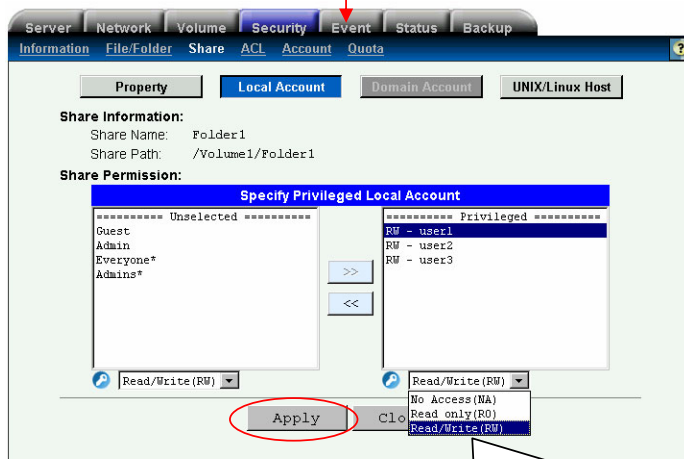 Server Network Volume Security Event Status Backup
Information File/Folder Share ACL Account Quota ?
Property Local Account Domain Account UNIX/Linux Host
Share Information:
Share Name: Folder1
Share Path: /Volume1/Folder1
Share Permission:
Specify Privileged Local Account
========== Unselected ==========
Guest
Admin
Everyone*
Admins*
>>
<<
========== Privileged ==========
RW - user1
RW - user2
RW - user3
Read/Write(RW)
Read/Write(RW)
No Access(NA)
Read only(RO)
Read/Write(RW)
Apply
Clo